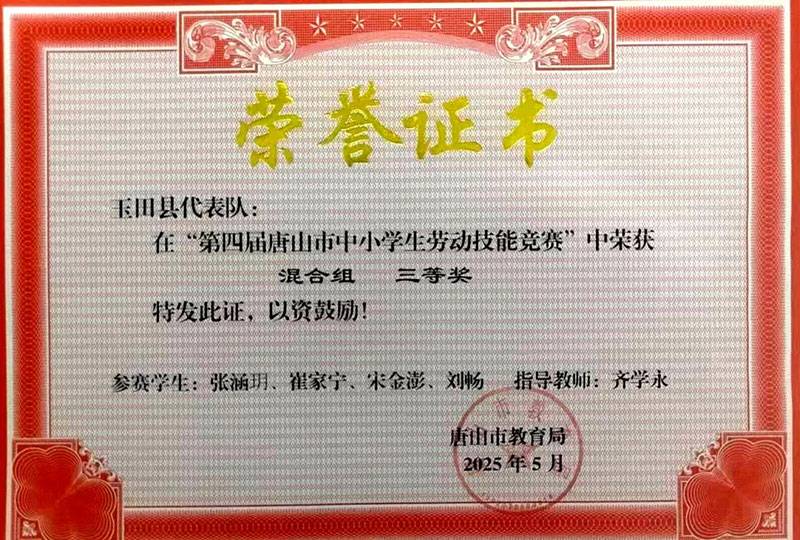 荣誉证书
玉田县代表队：
在“第四届唐山市中小学生劳动技能竞赛”中荣获
混合组 三等奖
特发此证，以资鼓励！
参赛学生：张涵玥、崔家宁、宋金澎、刘畅 指导教师：齐学永
唐山市教育局
2025年5月